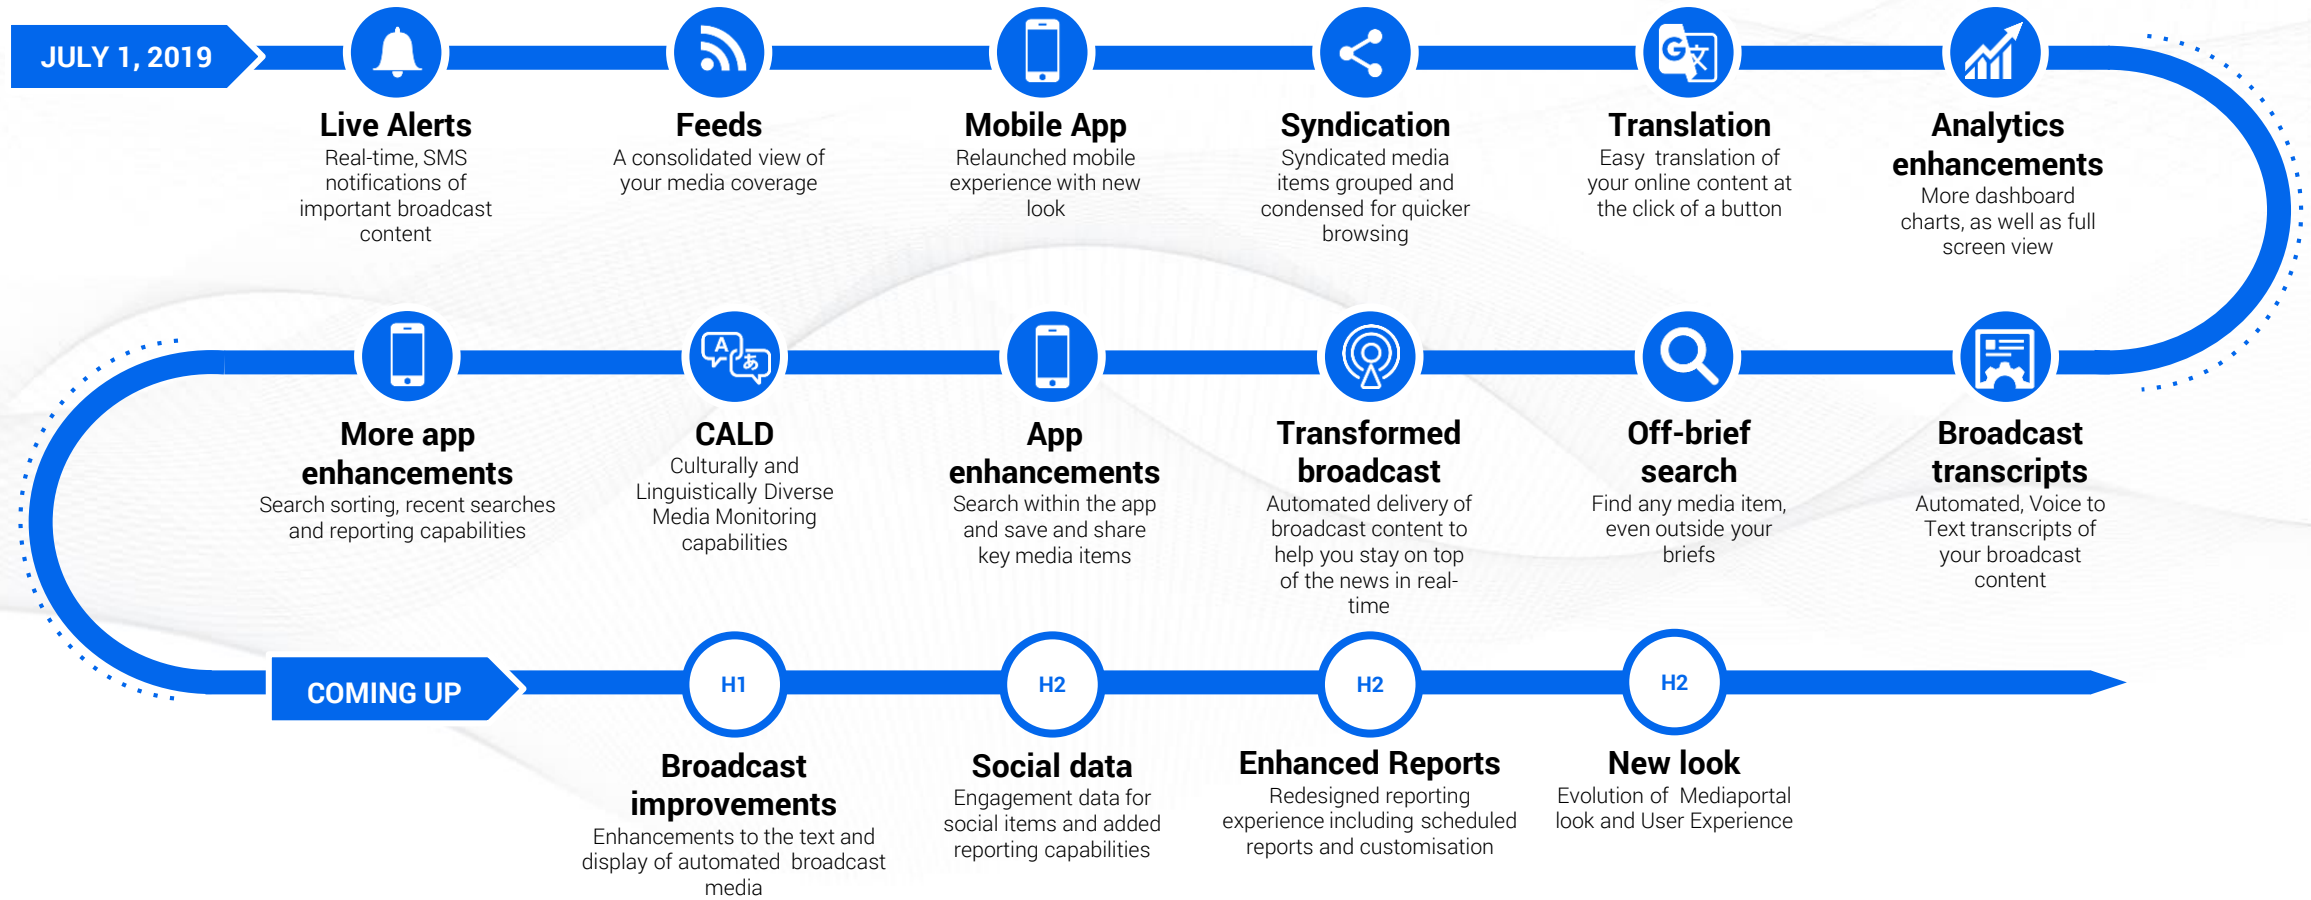 JULY 1, 2019
Live Alerts
Real-time, SMS
notifications of
important broadcast
content
Feeds
A consolidated view of
your media coverage
Mobile App
Relaunched mobile
experience with new
look
Syndication
Syndicated media
items grouped and
condensed for quicker
browsing
G 文
Translation
Easy translation of
your online content at
the click of a button
Analytics
enhancements
More dashboard
charts, as well as full
screen view
More app
enhancements
Search sorting, recent searches
and reporting capabilities
A あ
CALD
Culturally and
Linguistically Diverse
Media Monitoring
capabilities
App
enhancements
Search within the app
and save and share
key media items
Transformed
broadcast
Automated delivery of
broadcast content to
help you stay on top
of the news in real-
time
Off-brief
search
Find any media item,
even outside your
briefs
Broadcast
transcripts
Automated, Voice to
Text transcripts of
your broadcast
content
COMING UP
H1
Broadcast
improvements
Enhancements to the text and
display of automated broadcast
media
H2
Social data
Engagement data for
social items and added
reporting capabilities
H2
Enhanced Reports
Redesigned reporting
experience including scheduled
reports and customisation
H2
New look
Evolution of Mediaportal
look and User Experience